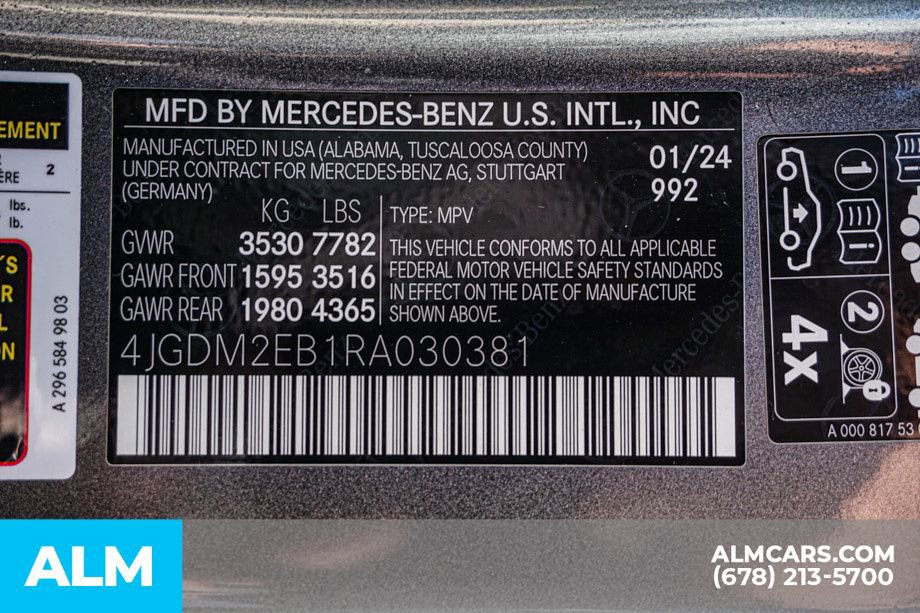 EMENT
2
ÈRE
lbs.
lb.
'S
R
L
ON
A 296 584 98 03
MFD BY MERCEDES-BENZ U.S. INTL., INC
MANUFACTURED IN USA (ALABAMA, TUSCALOOSA COUNTY)
UNDER CONTRACT FOR MERCEDES-BENZ AG, STUTTGART
(GERMANY)
01/24
992
KG LBS
GVWR 3530 7782
GAWR FRONT 1595 3516
GAWR REAR 1980 4365
TYPE: MPV
THIS VEHICLE CONFORMS TO ALL APPLICABLE
FEDERAL MOTOR VEHICLE SAFETY STANDARDS
IN EFFECT ON THE DATE OF MANUFACTURE
SHOWN ABOVE.
4JGDM2EB1RA030381
1
i
2
4x
A 000 817 53
ALM
ALMCARS.COM
(678) 213-5700